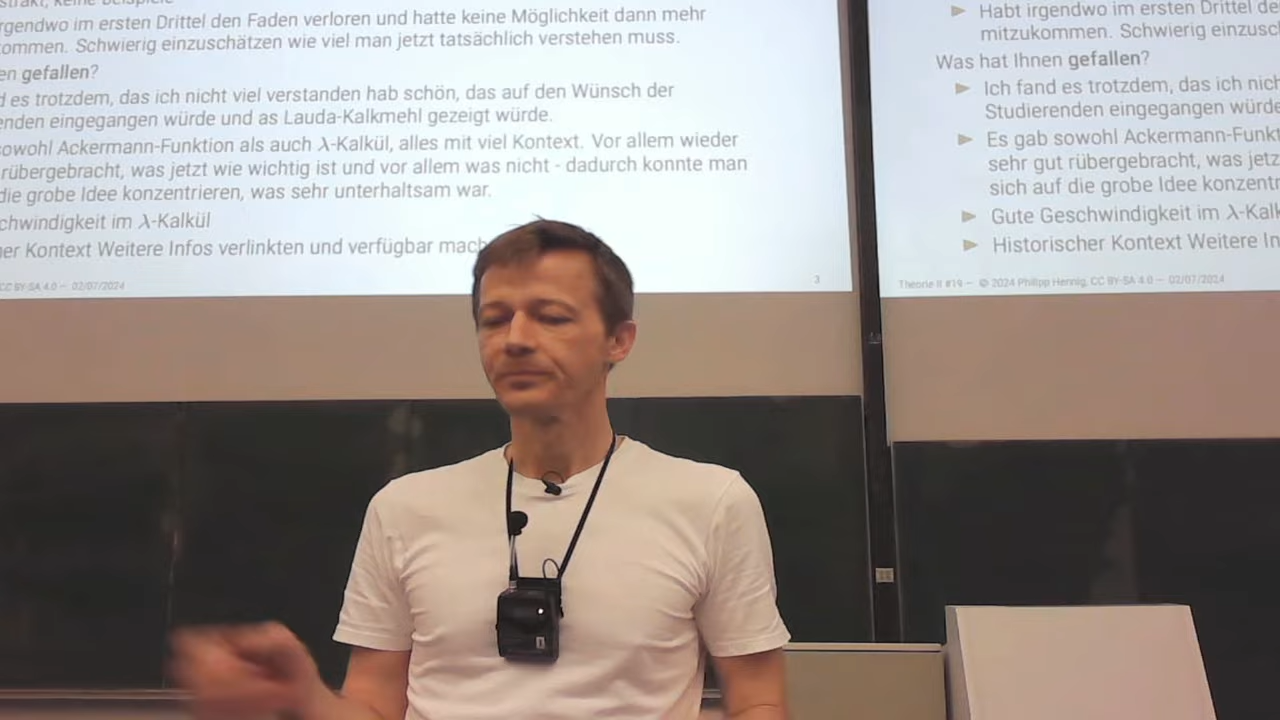 strakt, keine Beispiele
rgendwo im ersten Drittel den Faden verloren und hatte keine Möglichkeit dann mehr
kommen. Schwierig einzuschätzen wie viel man jetzt tatsächlich verstehen muss.
en gefallen?
d es trotzdem, das ich nicht viel verstanden hab schön, das auf den Wünsch der
enden eingegangen würde und as Lauda-Kalkmehl gezeigt würde.
sowohl Ackermann-Funktion als auch λ-Kalkül, alles mit viel Kontext. Vor allem wieder
rübergebracht, was jetzt wie wichtig ist und vor allem was nicht - dadurch konnte man
die grobe Idee konzentrieren, was sehr unterhaltsam war.
chwindigkeit im λ-Kalkül
her Kontext Weitere Infos verlinkten und verfügbar mach
CC BY-SA 4.0 — 02/07/2024
3
Habt irgendwo im ersten Drittel de
mitzukommen. Schwierig einzusc
Was hat Ihnen gefallen?
Ich fand es trotzdem, das ich nich
Studierenden eingegangen würde
Es gab sowohl Ackermann-Funkt
sehr gut rübergebracht, was jetz
sich auf die grobe Idee konzentri
Gute Geschwindigkeit im λ-Kalk
Historischer Kontext Weitere In
Theorie II #19 — © 2024 Philipp Hennig, CC BY-SA 4.0 — 02/07/2024